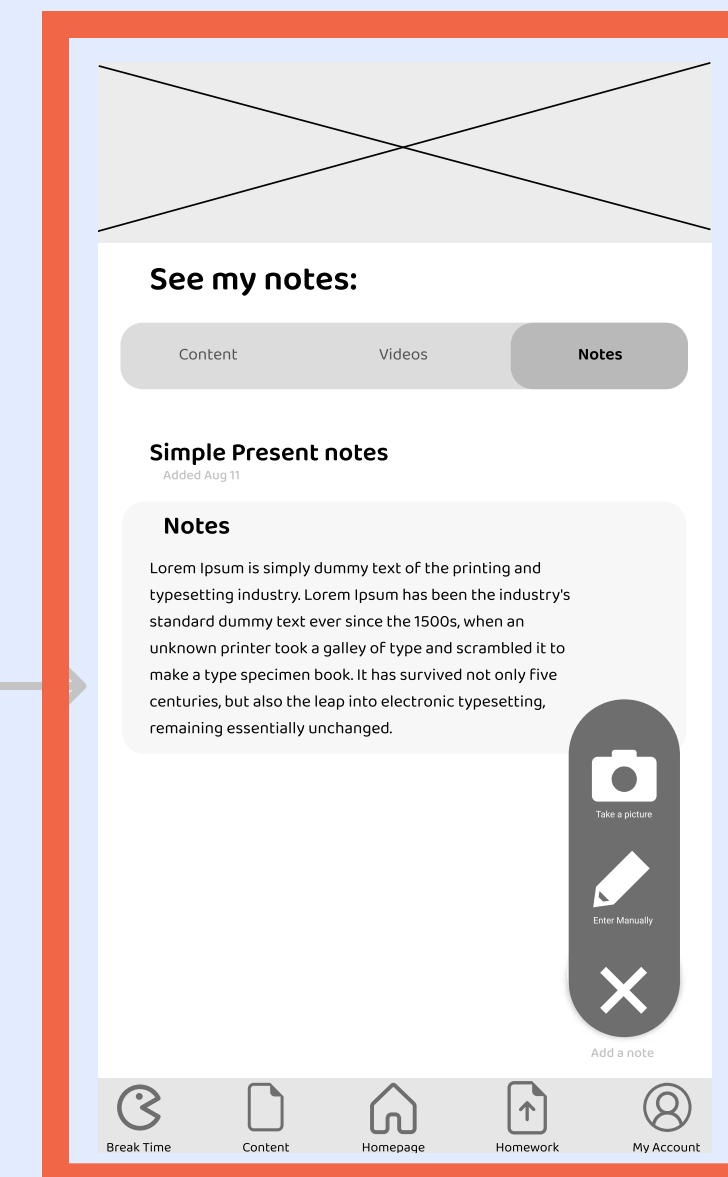 See my notes:
Content Videos Notes
Simple Present notes
Added Aug 11
Notes
Lorem Ipsum is simply dummy text of the printing and
typesetting industry. Lorem Ipsum has been the industry's
standard dummy text ever since the 1500s, when an
unknown printer took a galley of type and scrambled it to
make a type specimen book. It has survived not only five
centuries, but also the leap into electronic typesetting,
remaining essentially unchanged.
Take a picture
Enter Manually
Add a note
Break Time Content Homepage Homework My Account